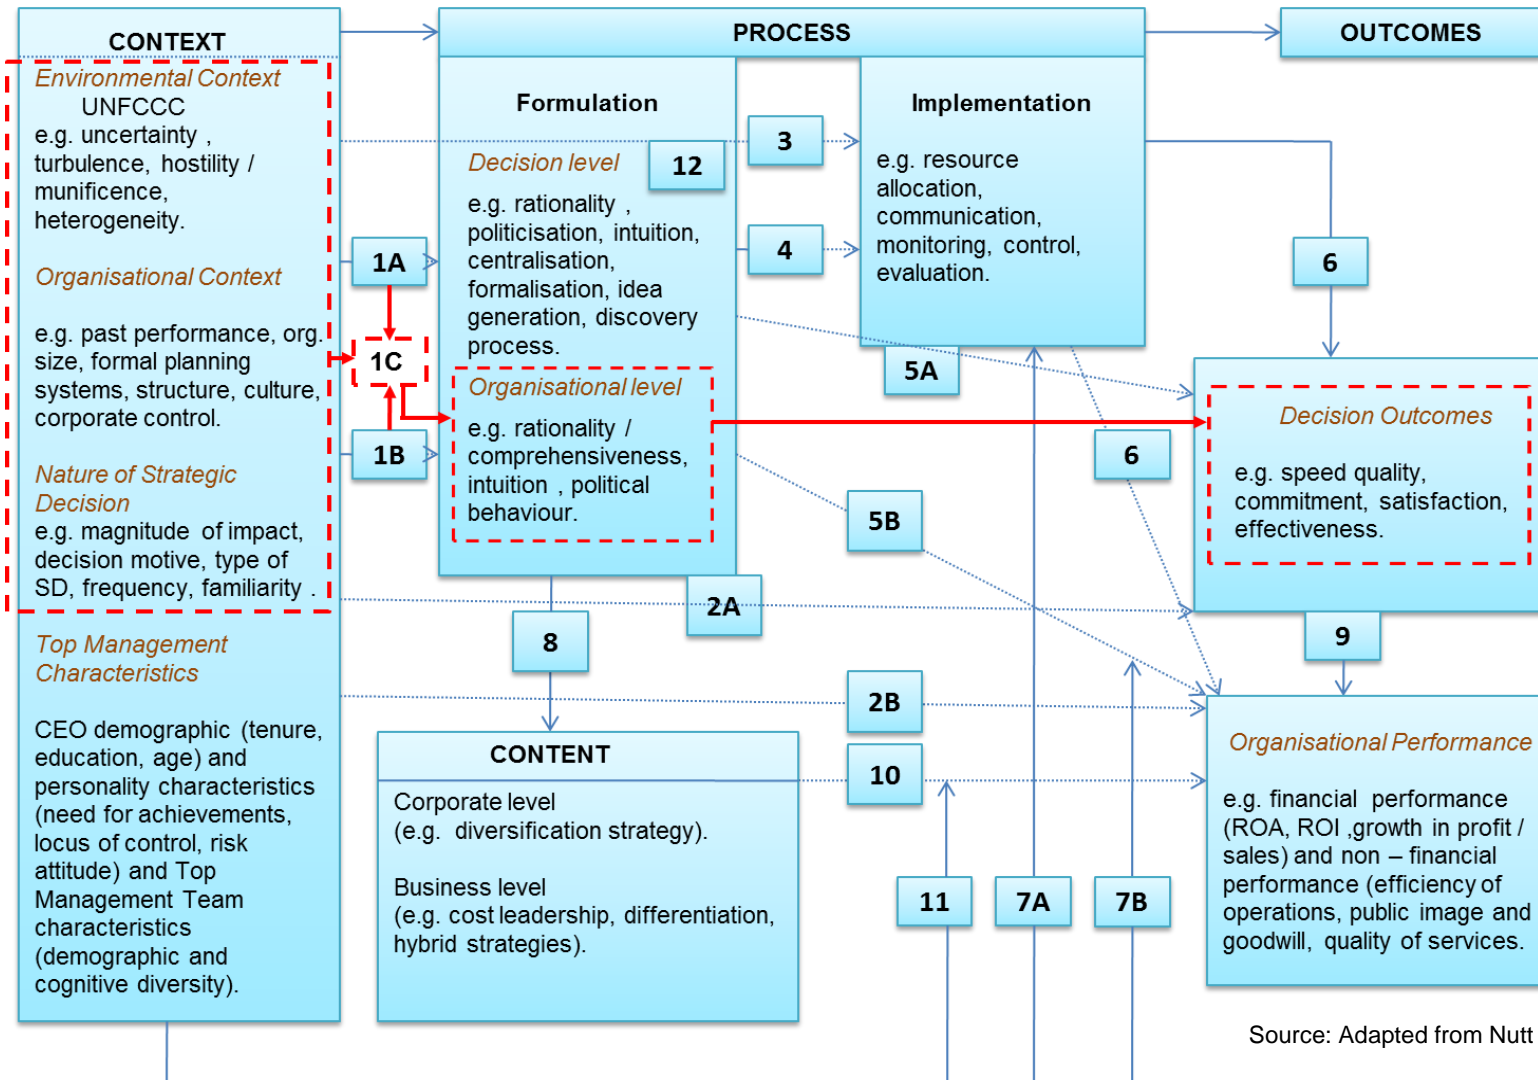 CONTEXT
Environmental Context
UNFCCC
e.g. uncertainty ,
turbulence, hostility /
munificence,
heterogeneity.
Organisational Context
e.g. past performance, org.
size, formal planning
systems, structure, culture,
corporate control.
Nature of Strategic
Decision
e.g. magnitude of impact,
decision motive, type of
SD, frequency, familiarity .
Top Management
Characteristics
CEO demographic (tenure,
education, age) and
personality characteristics
(need for achievements,
locus of control, risk
attitude) and Top
Management Team
characteristics
(demographic and
cognitive diversity).
1A
1C
1B
PROCESS
Formulation
Decision level
12
e.g. rationality ,
politicisation, intuition,
centralisation,
formalisation, idea
generation, discovery
process.
Organisational level
e.g. rationality /
comprehensiveness,
intuition , political
behaviour.
3
4
Implementation
e.g. resource
allocation,
communication,
monitoring, control,
evaluation.
5A
6
5B
2A
8
2B
10
CONTENT
Corporate level
(e.g. diversification strategy).
Business level
(e.g. cost leadership, differentiation,
hybrid strategies).
11
7A
7B
OUTCOMES
6
Decision Outcomes
e.g. speed quality,
commitment, satisfaction,
effectiveness.
9
Organisational Performance
e.g. financial performance
(ROA, ROI ,growth in profit /
sales) and non – financial
performance (efficiency of
operations, public image and
goodwill, quality of services.
Source: Adapted from Nutt